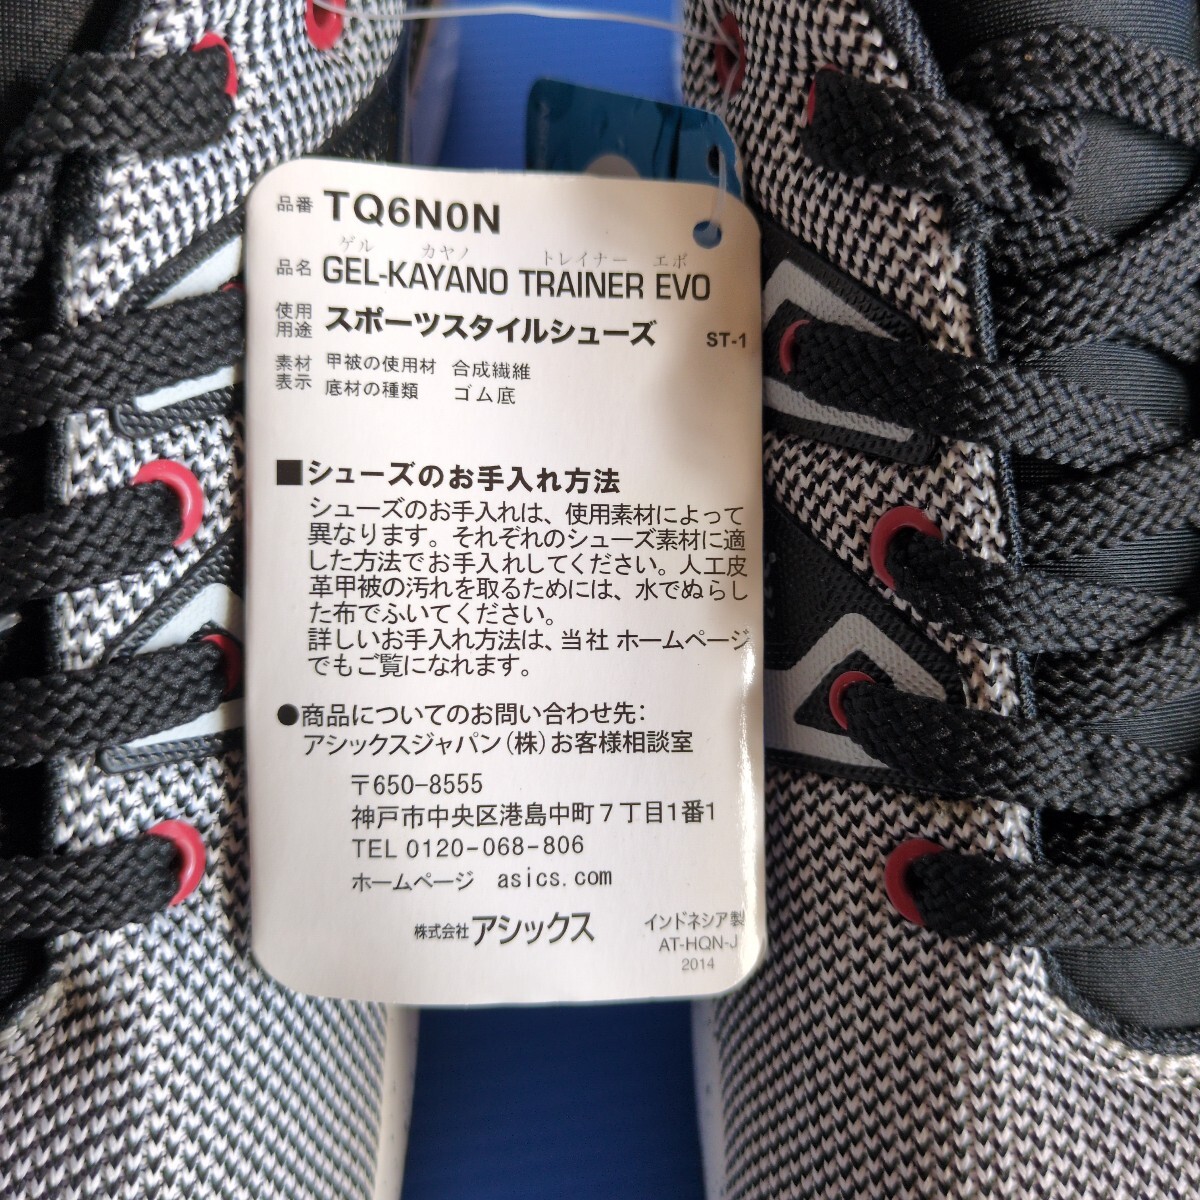 品番 TQ6N0N
ゲル カヤノ トレイナー エボ
品名 GEL-KAYANO TRAINER EVO
使用用途 スポーツスタイルシューズ ST-1
素材表示 甲被の使用材 合成繊維
底材の種類 ゴム底
■シューズのお手入れ方法
シューズのお手入れは、使用素材によって
異なります。それぞれのシューズ素材に適
した方法でお手入れしてください。人工皮
革甲被の汚れを取るためには、水でぬらし
た布でふいてください。
詳しいお手入れ方法は、当社 ホームページ
でもご覧になれます。
●商品についてのお問い合わせ先:
アシックスジャパン(株)お客様相談室
〒650-8555
神戸市中央区港島中町7丁目1番1
TEL 0120-068-806
ホームページ asics.com
株式会社アシックス インドネシア製
AT-HQN-J
2014